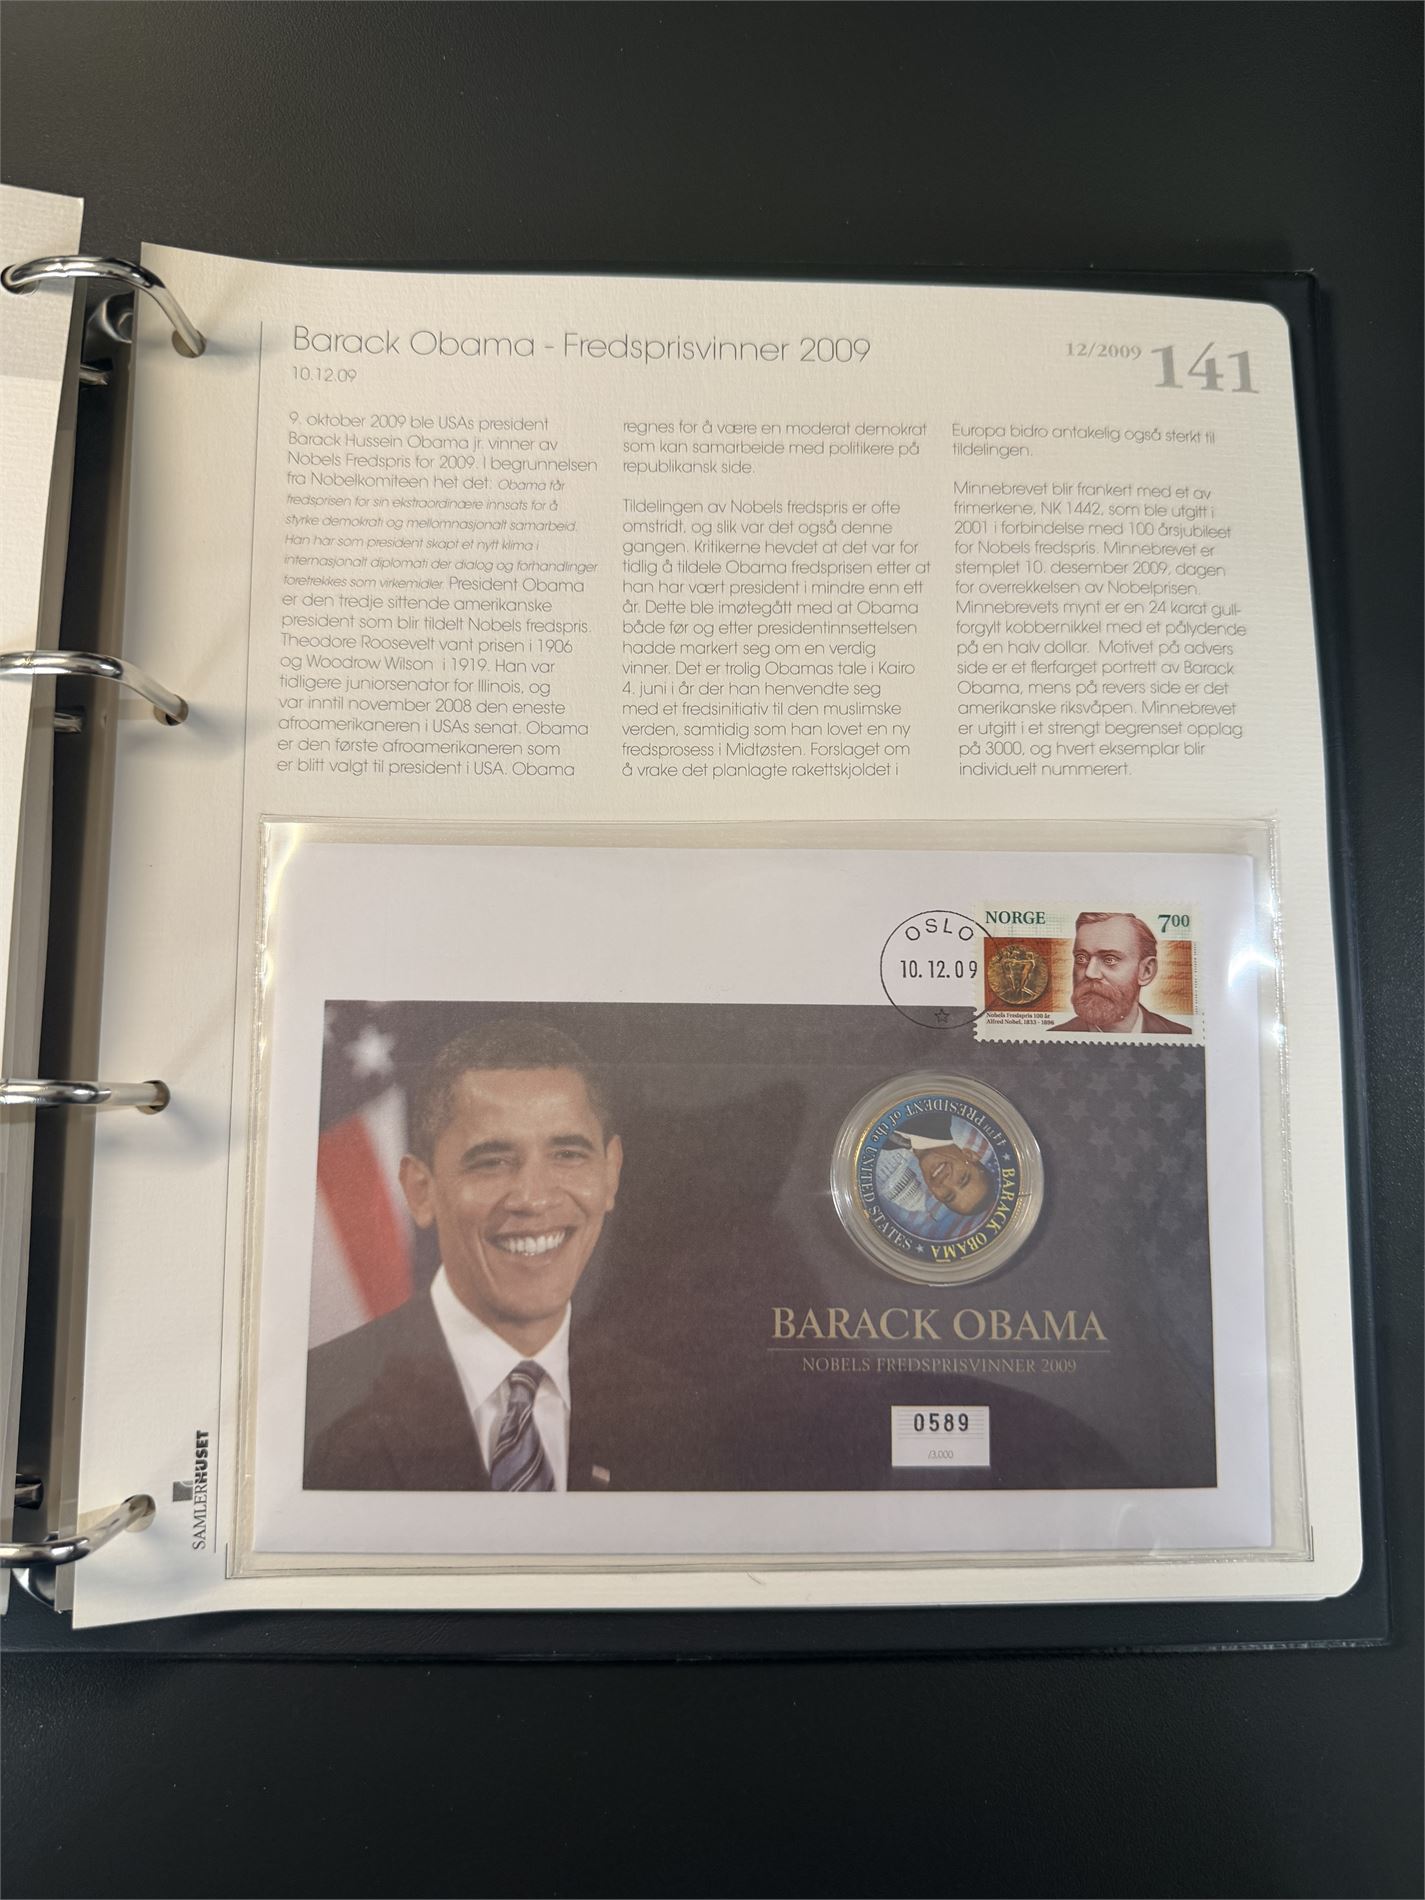 Barack Obama - Fredsprisvinner 2009
10.12.09
12/2009 141
9. oktober 2009 ble USAs president
Barack Hussein Obama jr. vinner av
Nobels Fredspris for 2009. I begrunnelsen
fra Nobelkomiteen het det: Obama får
fredsprisen for sin ekstraordinære innsats for å
styrke demokrati og mellomnasjonalt samarbeid.
Han har som president skapt et nytt klima i
internasjonalt diplomati der dialog og forhandlinger
foretrekkes som virkemidler. President Obama
er den tredje sittende amerikanske
president som blir tildelt Nobels fredspris.
Theodore Roosevelt vant prisen i 1906
og Woodrow Wilson i 1919. Han var
tidligere juniorsenator for Illinois, og
var inntil november 2008 den eneste
afroamerikaneren i USAs senat. Obama
er den første afroamerikaneren som
er blitt valgt til president i USA. Obama
regnes for å være en moderat demokrat
som kan samarbeide med politikere på
republikansk side.
Tildelingen av Nobels fredspris er ofte
omstridt, og slik var det også denne
gangen. Kritikerne hevdet at det var for
tidlig å tildele Obama fredsprisen etter at
han har vært president i mindre enn ett
år. Dette ble imøtegått med at Obama
både før og etter presidentinnsettelsen
hadde markert seg om en verdig
vinner. Det er trolig Obamas tale i Kairo
4. juni i år der han henvendte seg
med et fredsinitiativ til den muslimske
verden, samtidig som han lovet en ny
fredsprosess i Midtøsten. Forslaget om
å vrake det planlagte rakettskjoldet i
Europa bidro antakelig også sterkt til
tildelingen.
Minnebrevet blir frankert med et av
frimerkene, NK 1442, som ble utgitt i
2001 i forbindelse med 100 årsjubileet
for Nobels fredspris. Minnebrevet er
stemplet 10. desember 2009, dagen
for overrekkelsen av Nobelprisen.
Minnebrevets mynt er en 24 karat gull-
forgylt kobbernikkel med et pålydende
på en halv dollar. Motivet på advers
side er et flerfarget portrett av Barack
Obama, mens på revers side er det
amerikanske riksvåpen. Minnebrevet
er utgitt i et strengt begrenset opplag
på 3000, og hvert eksemplar blir
individuelt nummerert.
OSLO
10.12.09
NORGE 700
Nobels Fredspris 100 år
Alfred Nobel, 1833 - 1896
44TH PRESIDENT of the UNITED STATES ★ BARACK OBAMA ★
BARACK OBAMA
NOBELS FREDSPRISVINNER 2009
0589
/3.000
SAMLERHUSET